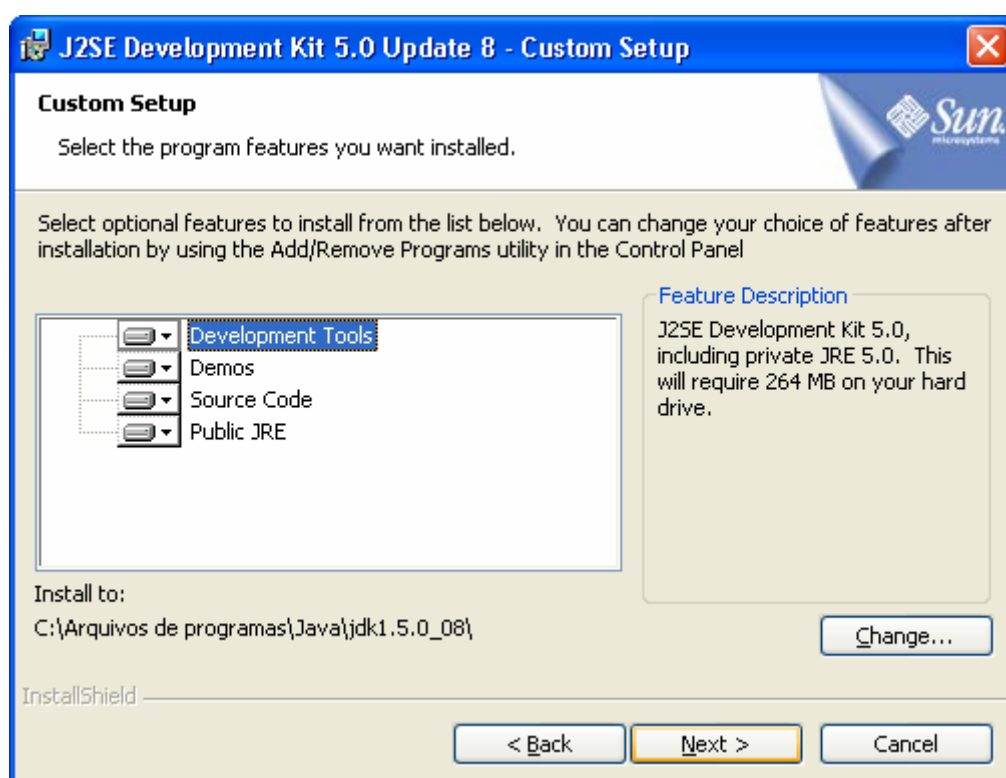 J2SE Development Kit 5.0 Update 8 - Custom Setup
Custom Setup
Select the program features you want installed.
Sun
microsystems
Select optional features to install from the list below.  You can change your choice of features after
installation by using the Add/Remove Programs utility in the Control Panel
Development Tools
Demos
Source Code
Public JRE
Feature Description
J2SE Development Kit 5.0,
including private JRE 5.0.  This
will require 264 MB on your hard
drive.
Install to:
C:\Arquivos de programas\Java\jdk1.5.0_08\
Change...
InstallShield
< Back
Next >
Cancel